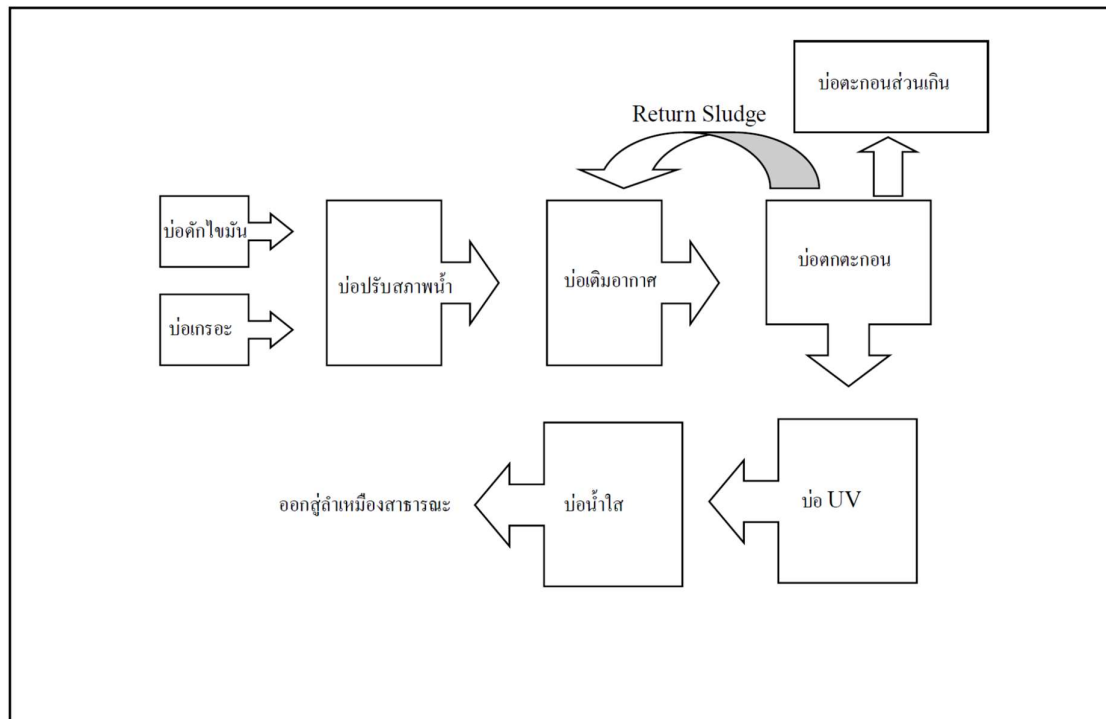 บ่อตะกอนส่วนเกิน
Return Sludge
บ่อดักไขมัน
บ่อปรับสภาพน้ำ
บ่อเติมอากาศ
บ่อตกตะกอน
บ่อเกรอะ
ออกสู่ลำเหมืองสาธารณะ
บ่อน้ำใส
บ่อ UV